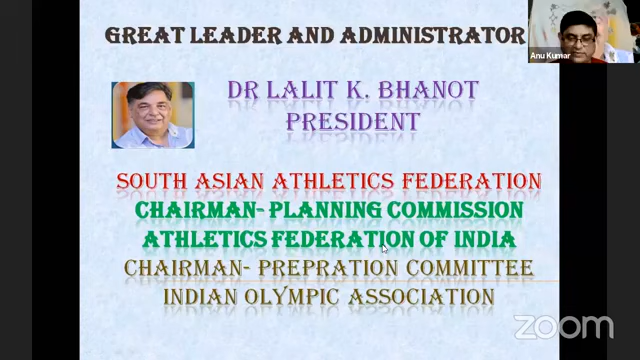 GREAT LEADER AND ADMINISTRATOR
DR LALIT K. BHANOT
PRESIDENT
SOUTH ASIAN ATHLETICS FEDERATION
CHAIRMAN- PLANNING COMMISSION
ATHLETICS FEDERATION OF INDIA
CHAIRMAN- PREPRATION COMMITTEE
INDIAN OLYMPIC ASSOCIATION
Anu Kumar
zoom